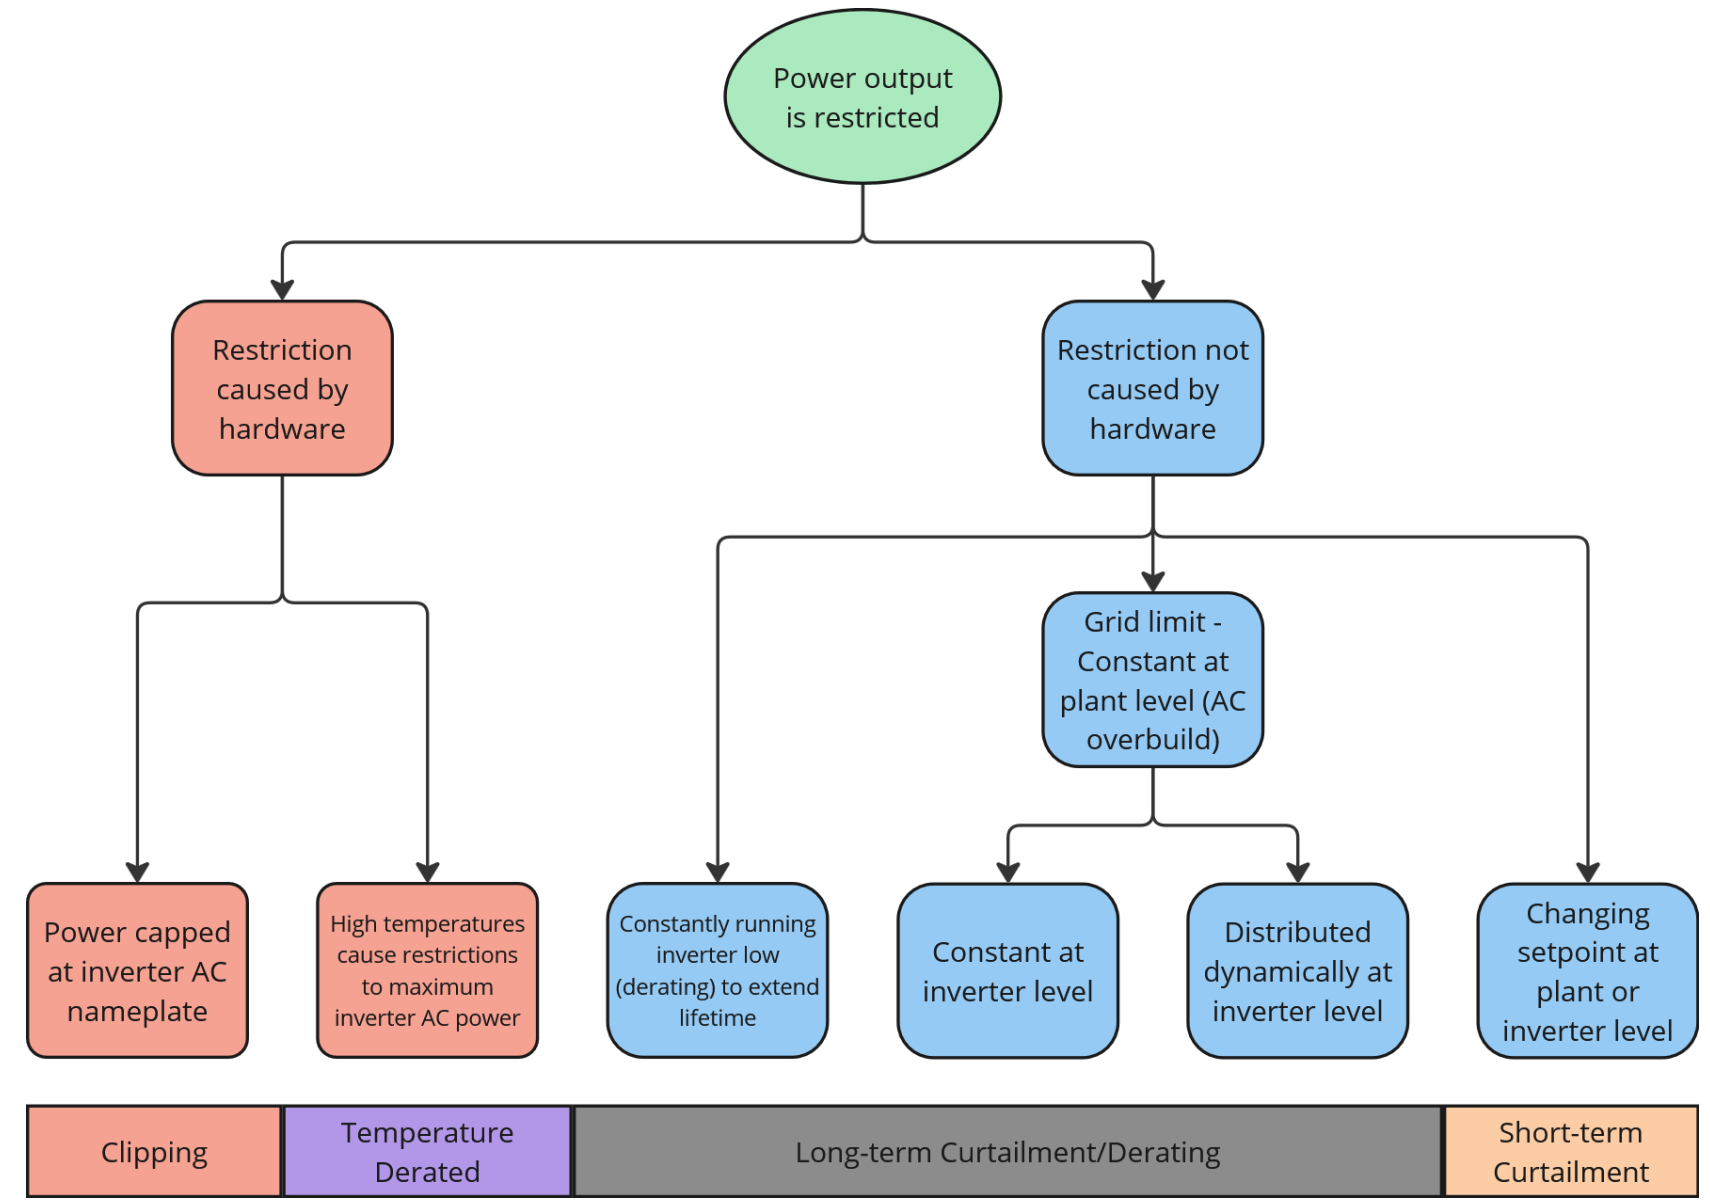 Power output
is restricted
Restriction
caused by
hardware
Restriction not
caused by
hardware
Grid limit -
Constant at
plant level (AC
overbuild)
Power capped
at inverter AC
nameplate
High temperatures
cause restrictions
to maximum
inverter AC power
Constantly running
inverter low
(derating) to extend
lifetime
Constant at
inverter level
Distributed
dynamically at
inverter level
Changing
setpoint at
plant or
inverter level
Clipping
Temperature
Derated
Long-term Curtailment/Derating
Short-term
Curtailment